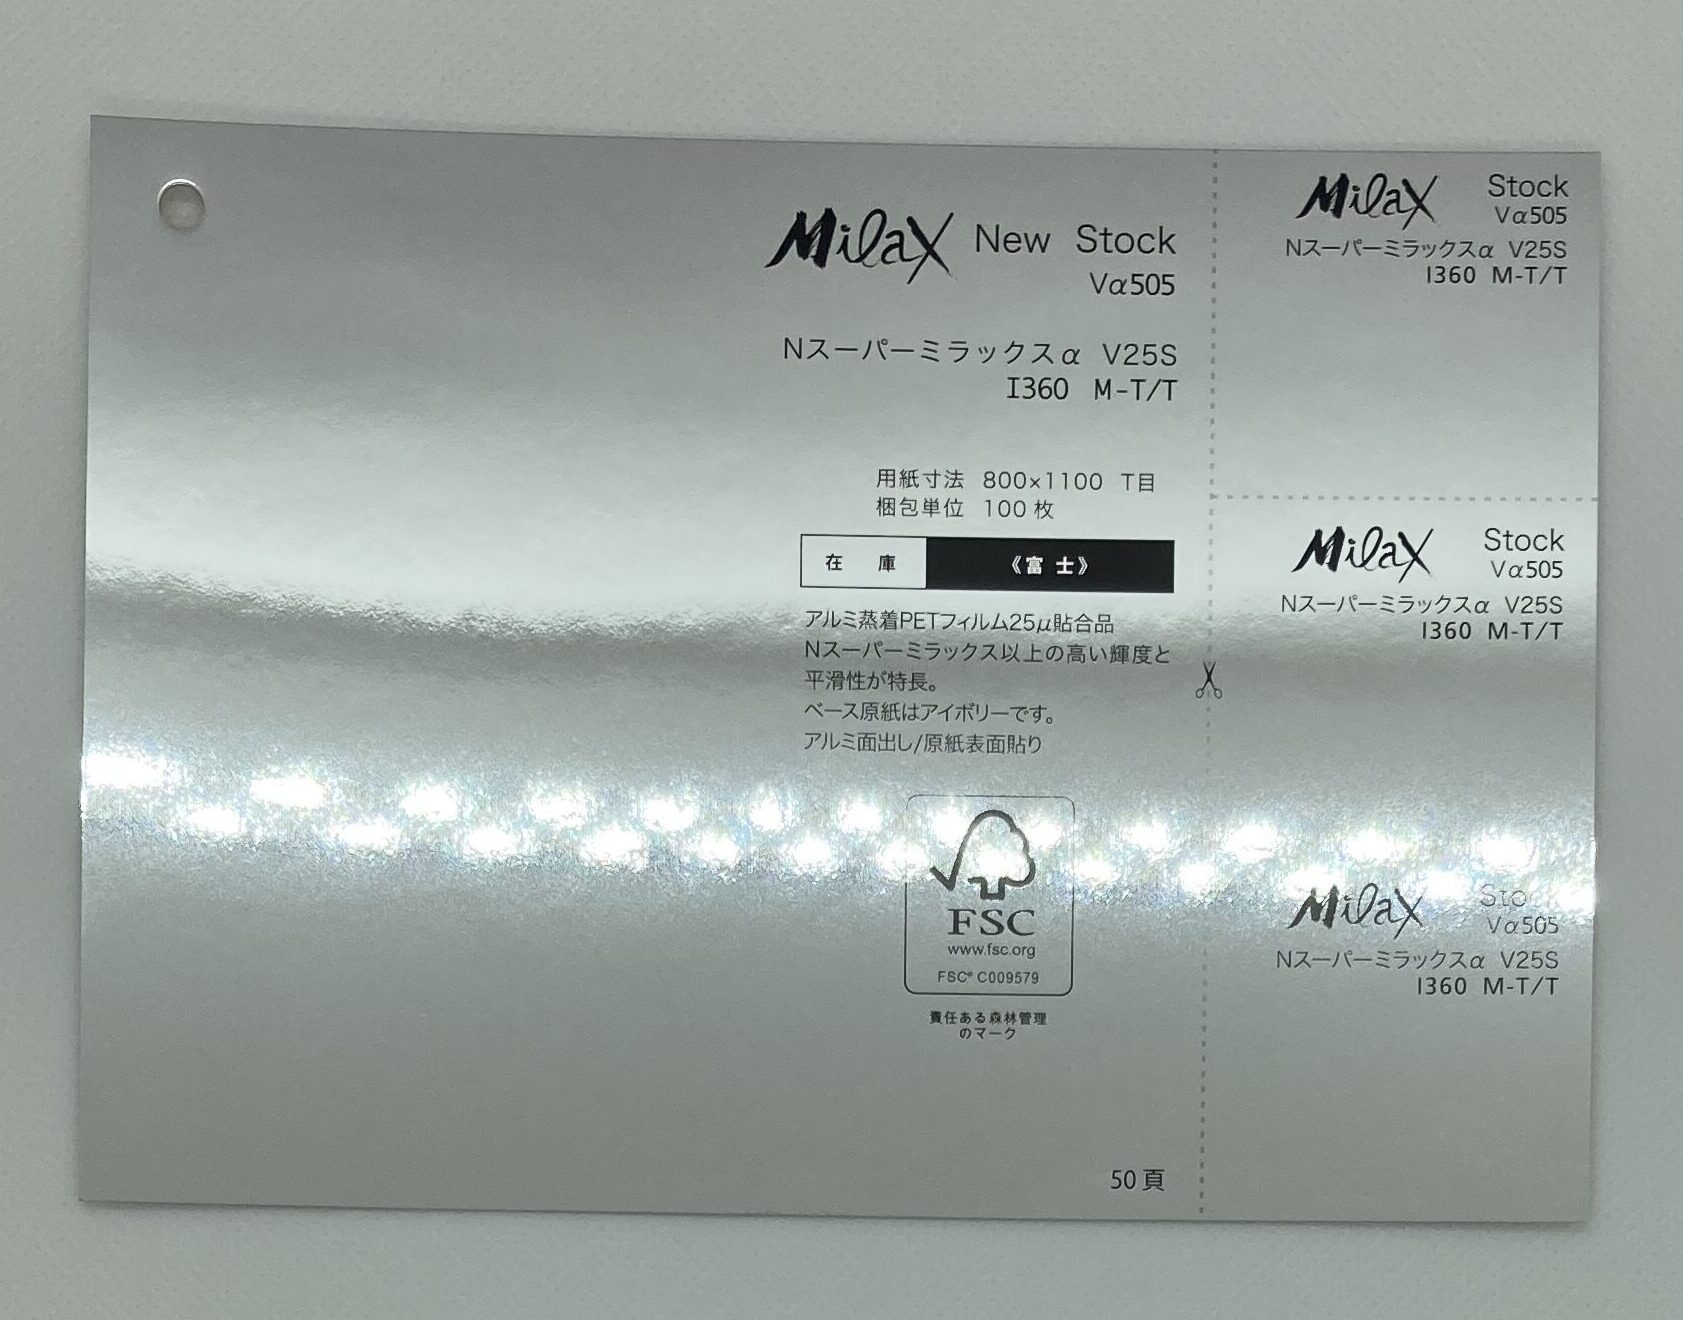 Milax New Stock
Vα505
Nスーパーミラックスα V25S
I360 M-T/T
用紙寸法 800×1100 T目
梱包単位 100枚
在 庫 《富 士》
アルミ蒸着PETフィルム25μ貼合品
Nスーパーミラックス以上の高い輝度と
平滑性が特長。
ベース原紙はアイボリーです。
アルミ面出し/原紙表面貼り
FSC
www.fsc.org
FSC® C009579
責任ある森林管理
のマーク
50頁
Milax Stock
Vα505
Nスーパーミラックスα V25S
I360 M-T/T
Milax Stock
Vα505
Nスーパーミラックスα V25S
I360 M-T/T
Milax Sto
Vα505
Nスーパーミラックスα V25S
I360 M-T/T